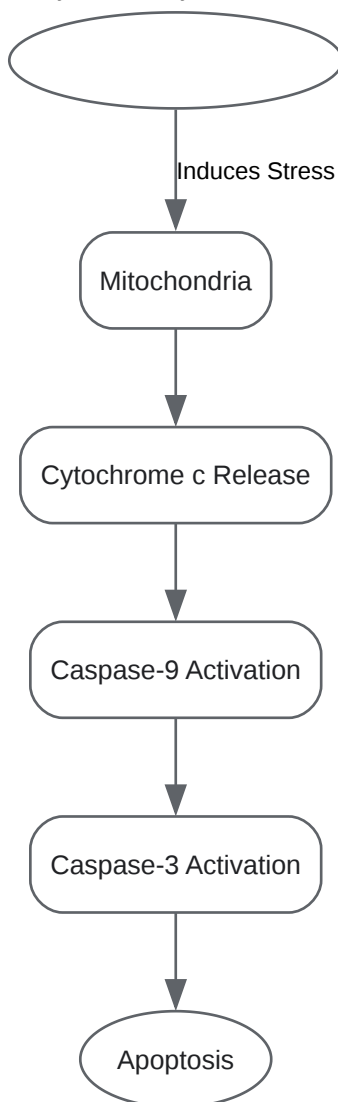 Induces Stress
Mitochondria
Cytochrome c Release
Caspase-9 Activation
Caspase-3 Activation
Apoptosis